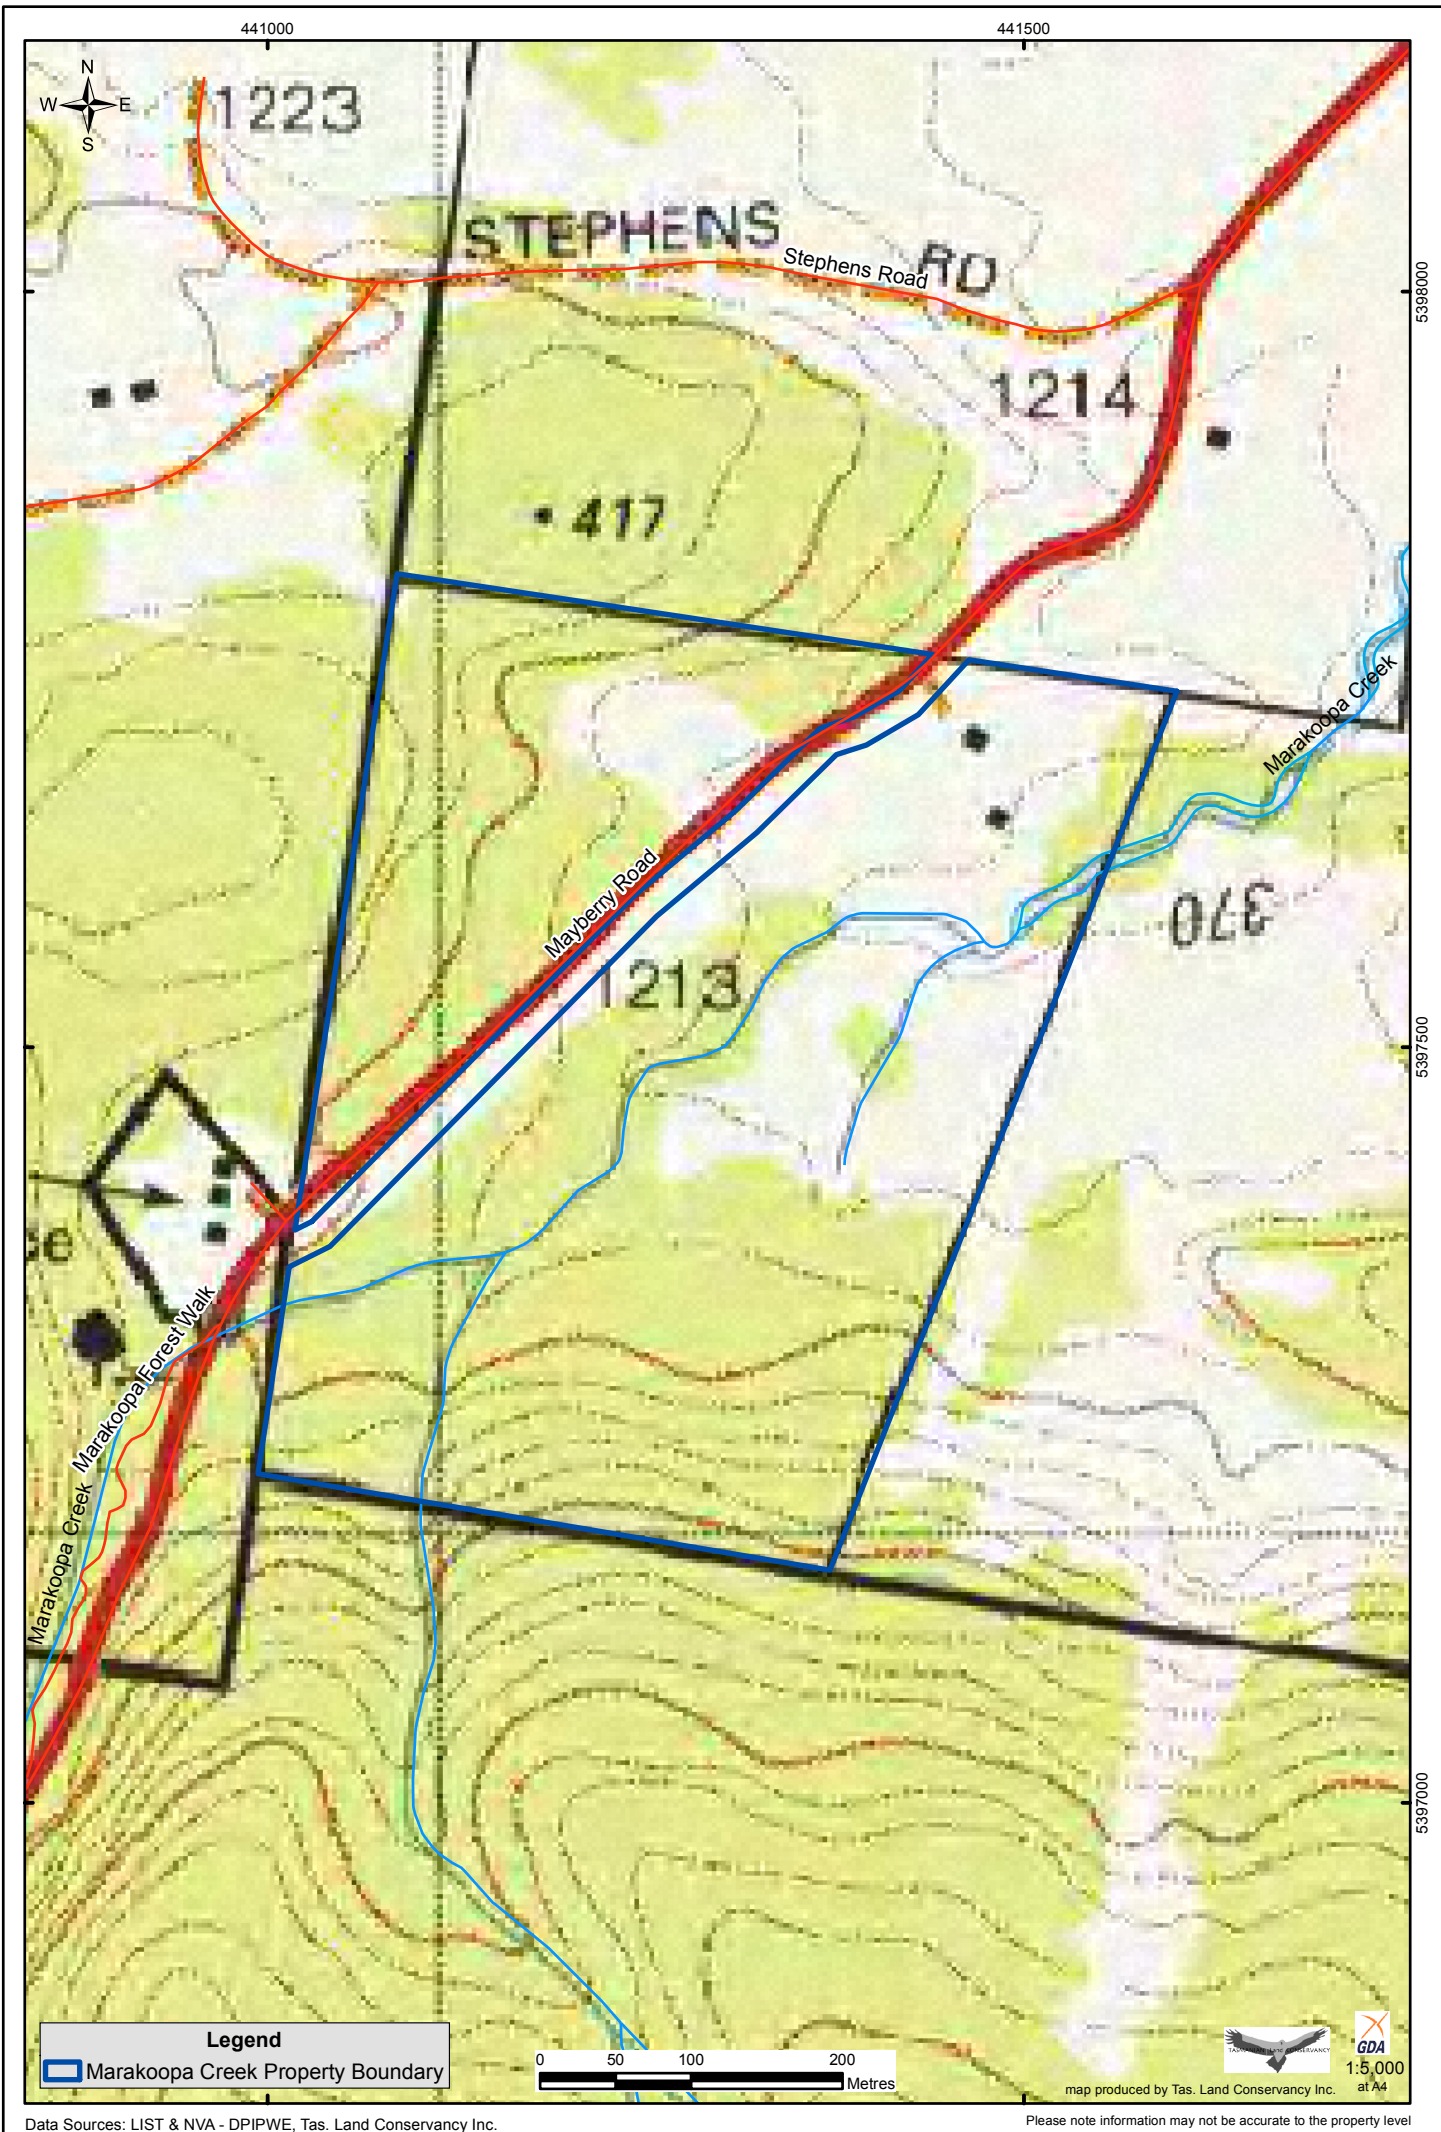 441000
441500
N
W E
S
1223
STEPHENS
RD
Stephens Road
5398000
1214
417
Marakoopa Creek
370
Mayberry Road
1213
5397500
Marakoopa Forest Walk
Marakoopa Creek
5397000
Legend
Marakoopa Creek Property Boundary
0 50 100 200
Metres
TASMANIAN Land CONSERVANCY
GDA
1:5,000
at A4
map produced by Tas. Land Conservancy Inc.
Data Sources: LIST & NVA - DPIPWE, Tas. Land Conservancy Inc.
Please note information may not be accurate to the property level